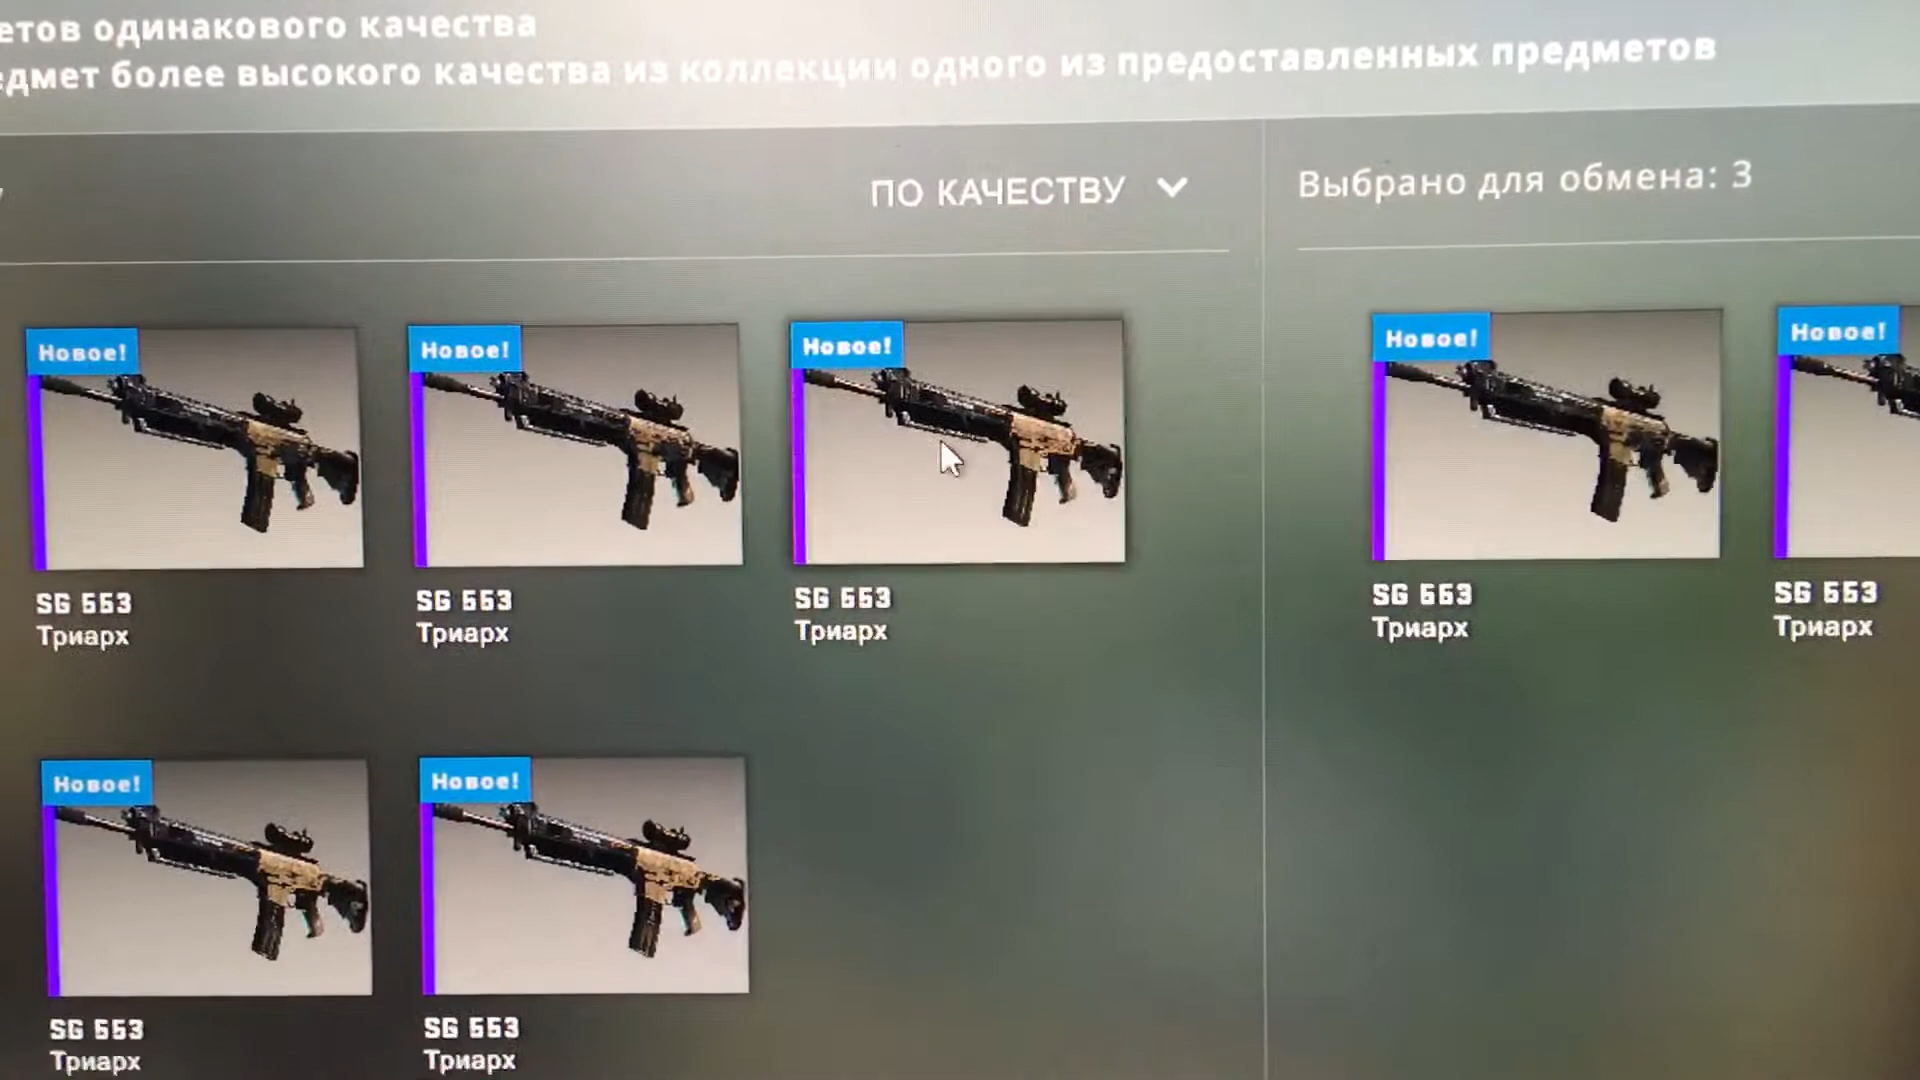 етов одинакового качества
едмет более высокого качества из коллекции одного из предоставленных предметов
ПО КАЧЕСТВУ
Выбрано для обмена: 3
Новое!
Новое!
Новое!
Новое!
Новое!
SG 553
SG 553
SG 553
SG 553
SG 553
Триарх
Триарх
Триарх
Триарх
Триарх
Новое!
Новое!
SG 553
SG 553
Триарх
Триарх